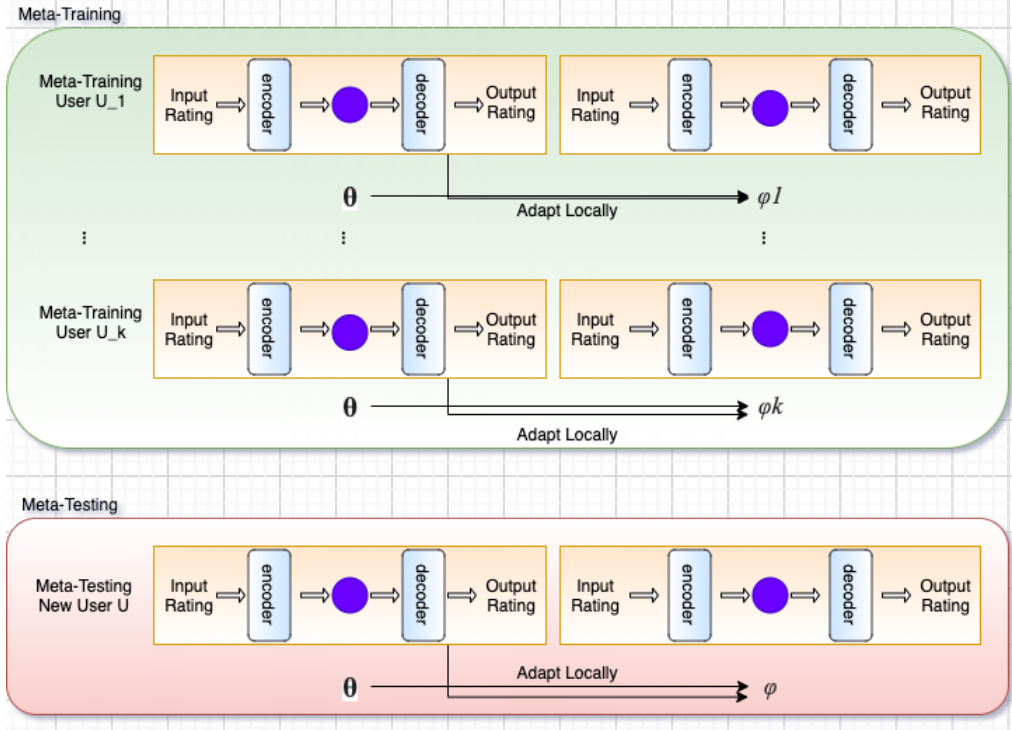 Meta-Training
Meta-Training
User U_1
Input
Rating
encoder
decoder
Output
Rating
Input
Rating
encoder
decoder
Output
Rating
θ
Adapt Locally
φ1
Meta-Training
User U_k
Input
Rating
encoder
decoder
Output
Rating
Input
Rating
encoder
decoder
Output
Rating
θ
Adapt Locally
φk
Meta-Testing
Meta-Testing
New User U
Input
Rating
encoder
decoder
Output
Rating
Input
Rating
encoder
decoder
Output
Rating
θ
Adapt Locally
φ